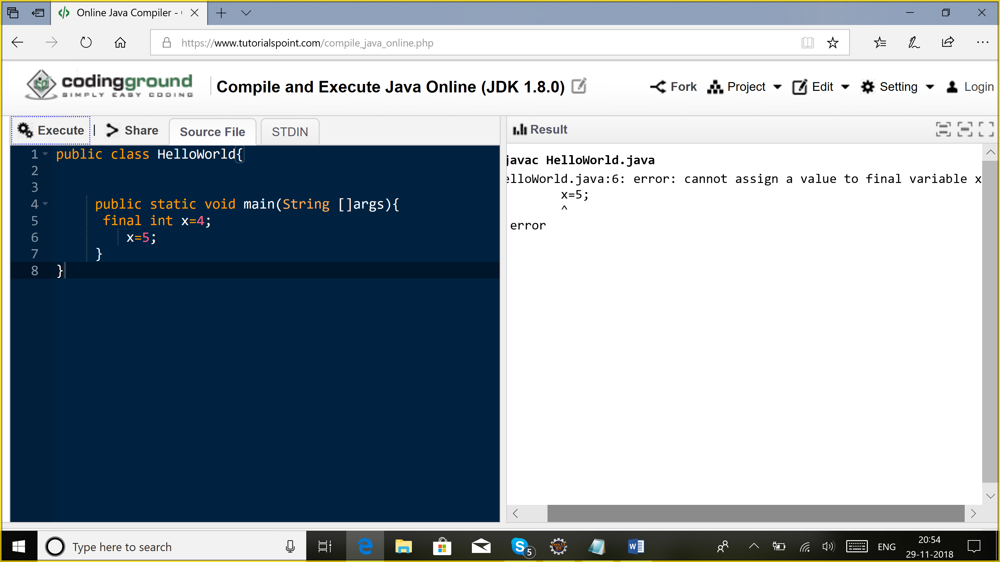 Online Java Compiler - 
https://www.tutorialspoint.com/compile_java_online.php
codingground
SIMPLY EASY CODING
Compile and Execute Java Online (JDK 1.8.0)
Fork Project Edit Setting Login
Execute | Share Source File STDIN
Result
1 public class HelloWorld{
2
3
4 public static void main(String []args){
5 final int x=4;
6 x=5;
7 }
8 }
javac HelloWorld.java
elloWorld.java:6: error: cannot assign a value to final variable x
x=5;
^
error
Type here to search
S 5
Java EE
IDE
W
ENG
20:54
29-11-2018